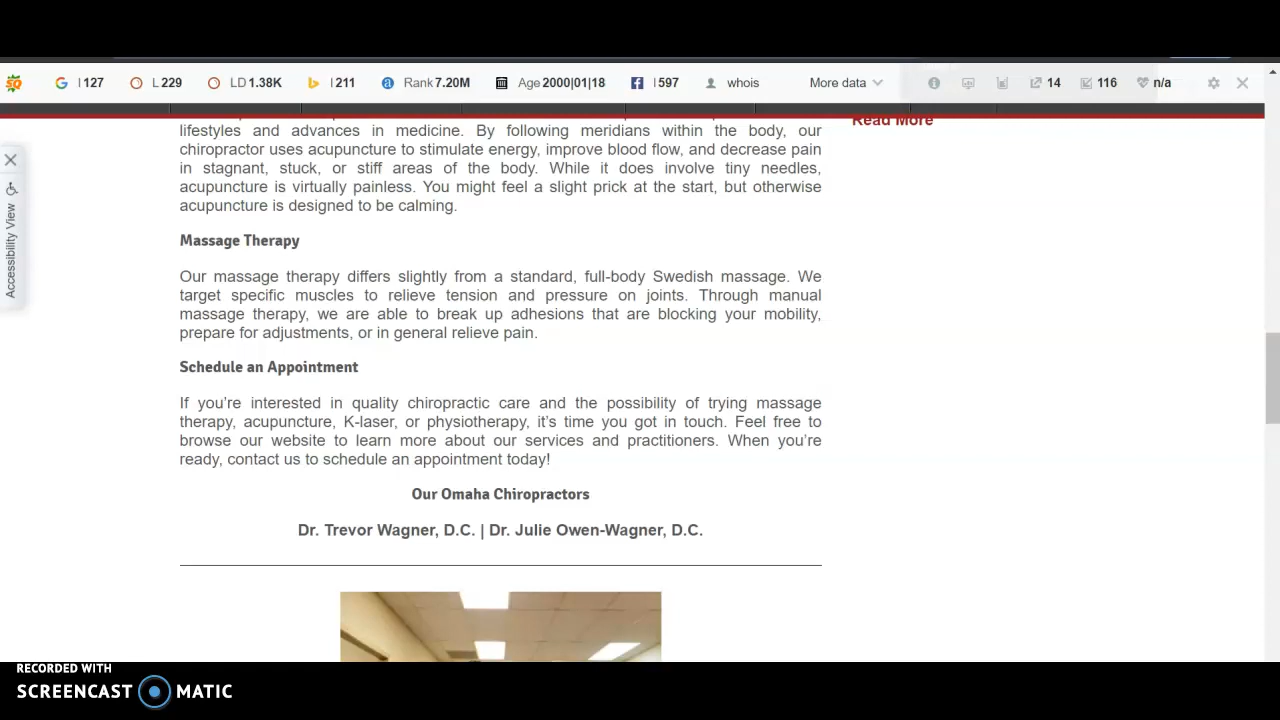 I 127
L 229
LD 1.38K
I 211
Rank 7.20M
Age 2000|01|18
I 597
whois
More data
14
116
n/a
Read More
Accessibility View
lifestyles and advances in medicine. By following meridians within the body, our
chiropractor uses acupuncture to stimulate energy, improve blood flow, and decrease pain
in stagnant, stuck, or stiff areas of the body. While it does involve tiny needles,
acupuncture is virtually painless. You might feel a slight prick at the start, but otherwise
acupuncture is designed to be calming.
Massage Therapy
Our massage therapy differs slightly from a standard, full-body Swedish massage. We
target specific muscles to relieve tension and pressure on joints. Through manual
massage therapy, we are able to break up adhesions that are blocking your mobility,
prepare for adjustments, or in general relieve pain.
Schedule an Appointment
If you're interested in quality chiropractic care and the possibility of trying massage
therapy, acupuncture, K-laser, or physiotherapy, it's time you got in touch. Feel free to
browse our website to learn more about our services and practitioners. When you're
ready, contact us to schedule an appointment today!
Our Omaha Chiropractors
Dr. Trevor Wagner, D.C. | Dr. Julie Owen-Wagner, D.C.
RECORDED WITH
SCREENCAST MATIC